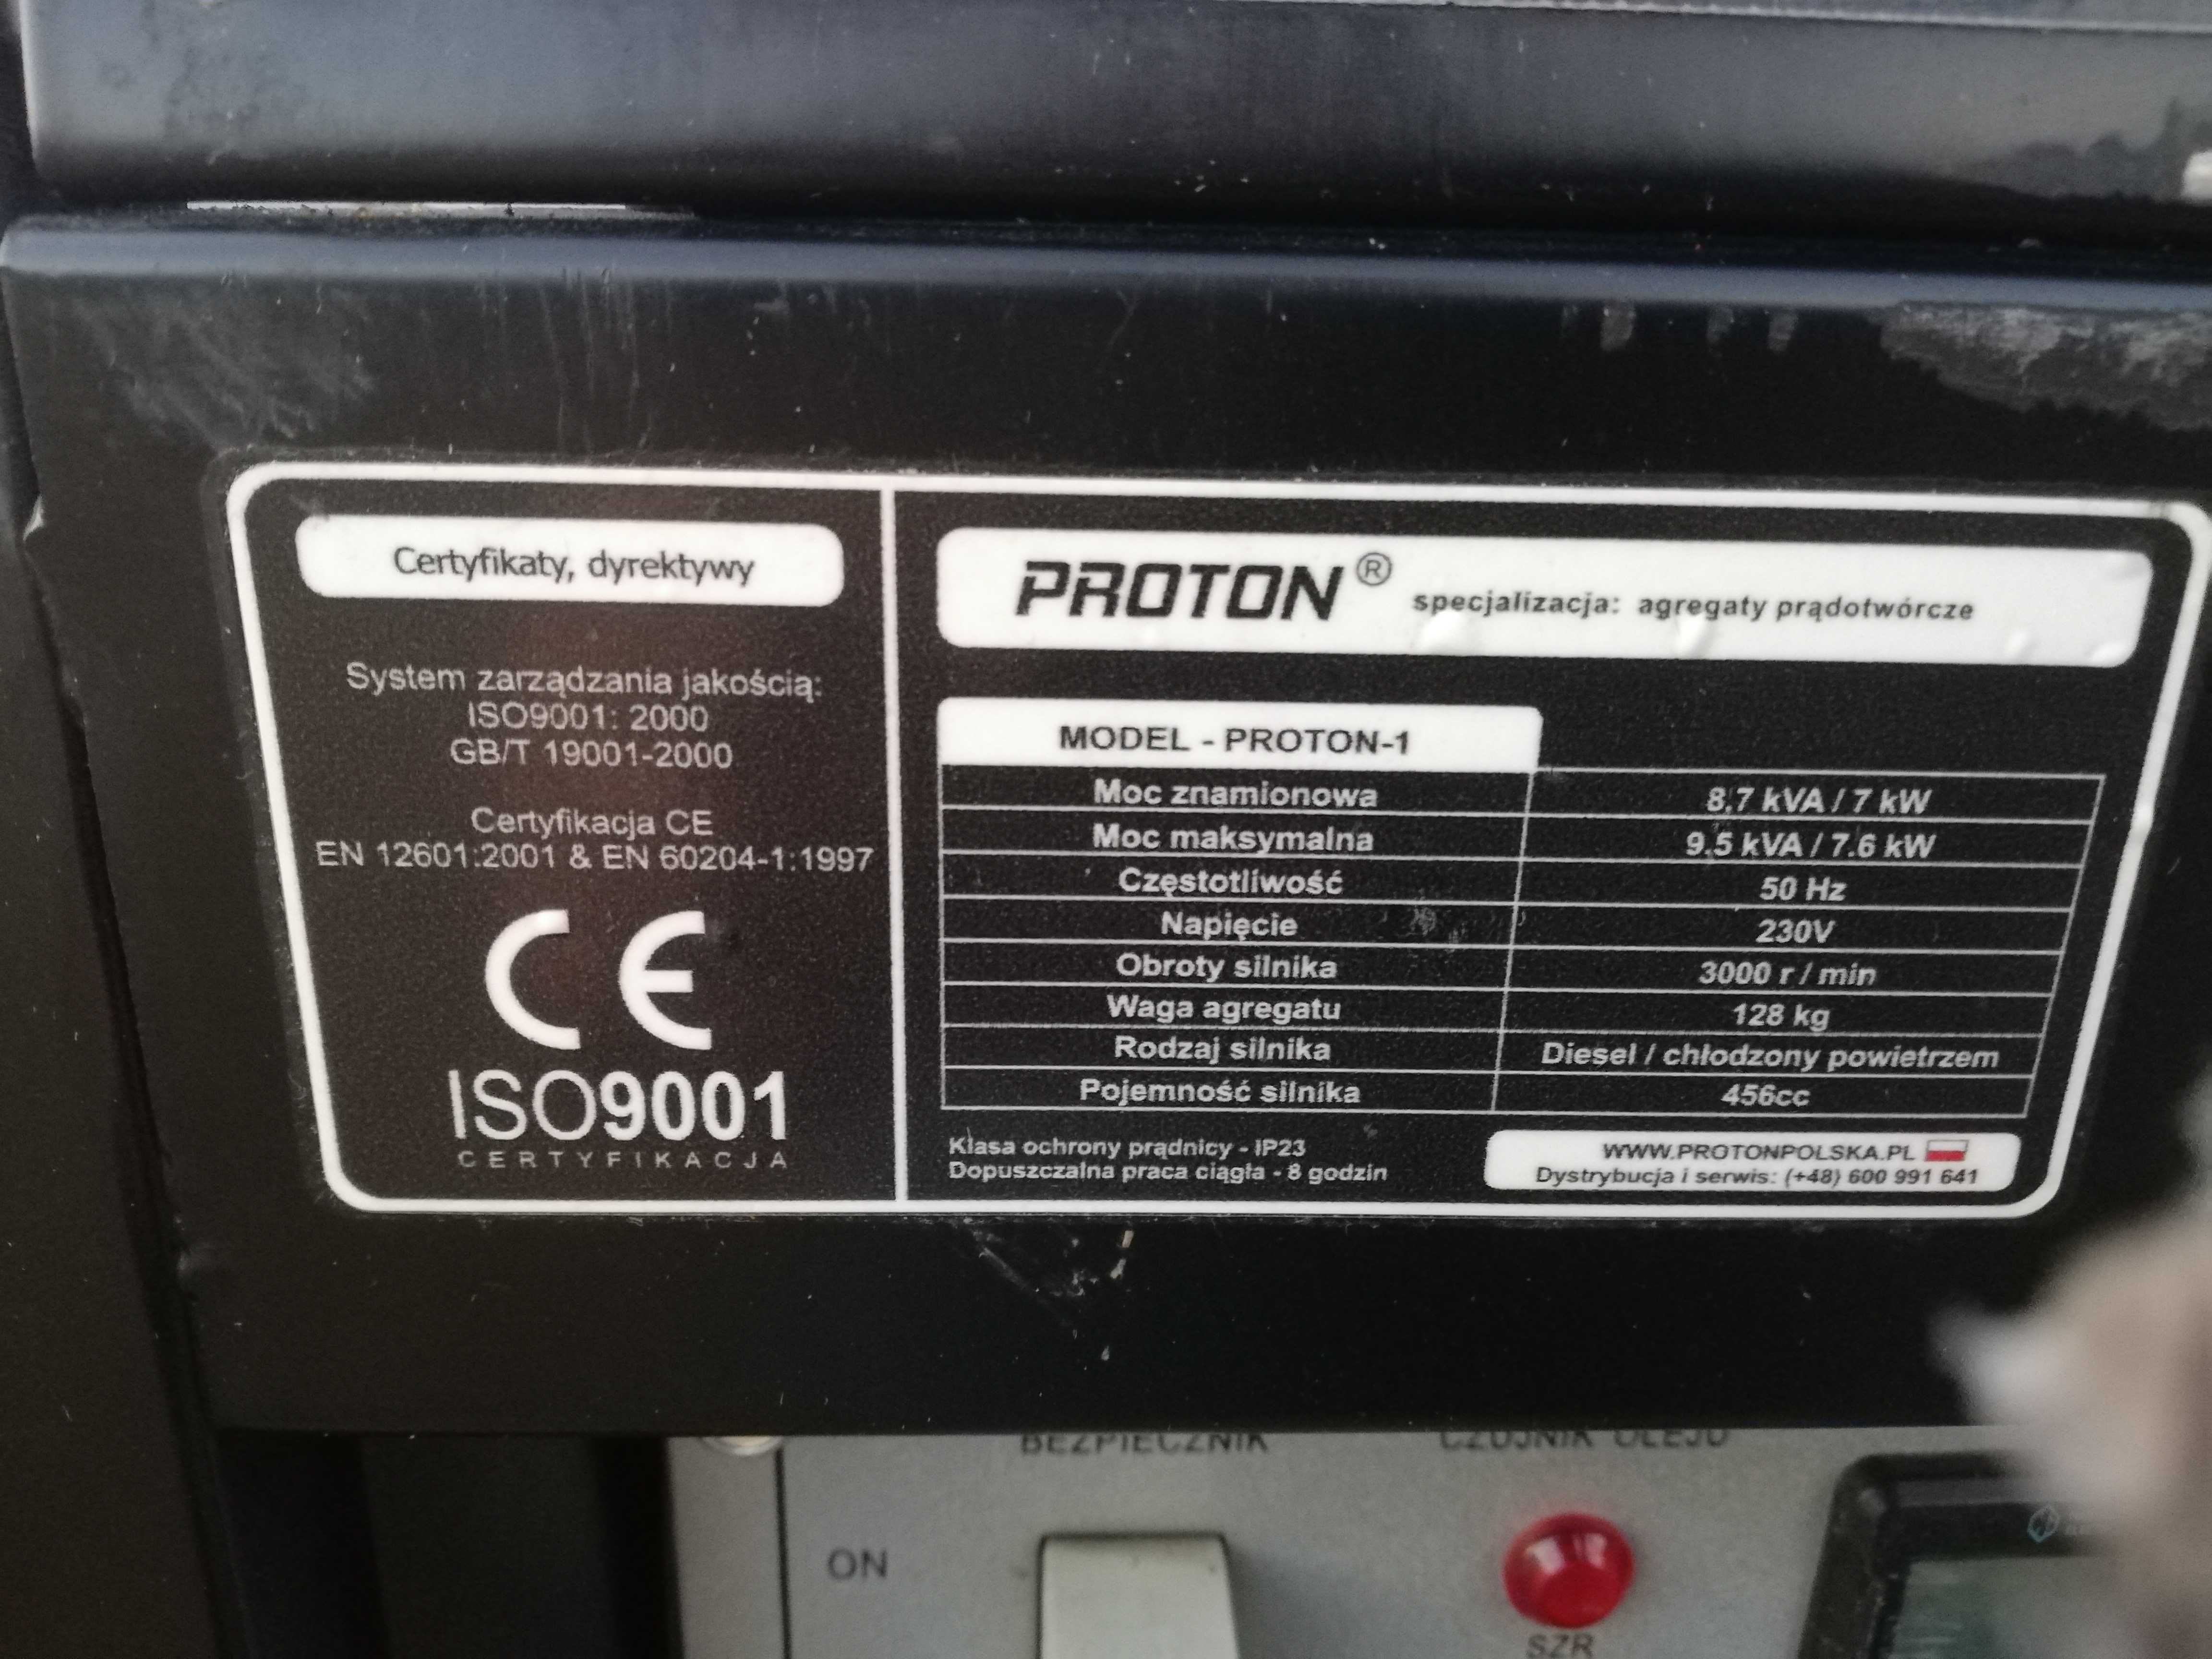 Certyfikaty, dyrektywy
System zarządzania jakością:
ISO9001: 2000
GB/T 19001-2000
Certyfikacja CE
EN 12601:2001 & EN 60204-1:1997
CE
ISO9001
CERTYFIKACJA
PROTON® specjalizacja: agregaty prądotwórcze
MODEL - PROTON-1
Moc znamionowa 8.7 kVA / 7 kW
Moc maksymalna 9.5 kVA / 7.6 kW
Częstotliwość 50 Hz
Napięcie 230V
Obroty silnika 3000 r / min
Waga agregatu 128 kg
Rodzaj silnika Diesel / chłodzony powietrzem
Pojemność silnika 456cc
Klasa ochrony prądnicy - IP23
Dopuszczalna praca ciągła - 8 godzin
WWW.PROTONPOLSKA.PL
Dystrybucja i serwis: (+48) 600 991 641
BEZPIECZNIK
CZUJNIK OLEJU
ON
SZR